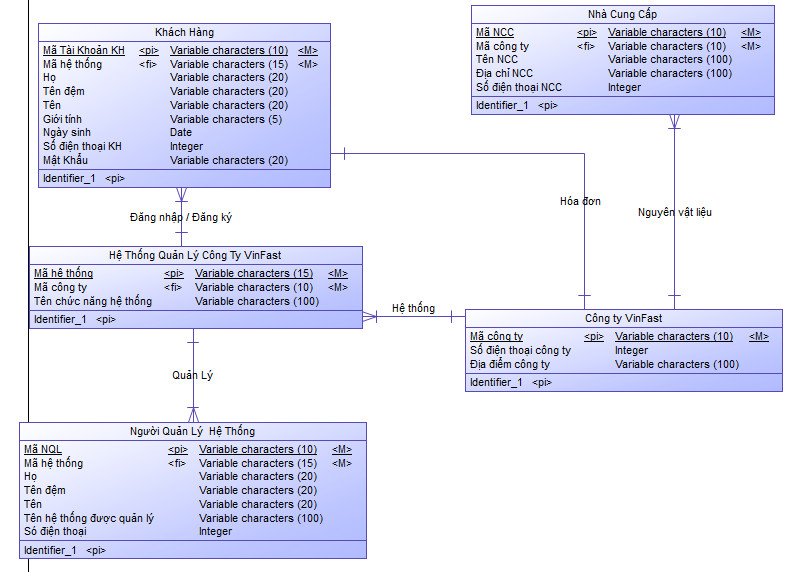 Khách Hàng
Mã Tài Khoản KH <pi> Variable characters (10) <M>
Mã hệ thống <fi> Variable characters (15) <M>
Họ Variable characters (20)
Tên đệm Variable characters (20)
Tên Variable characters (20)
Giới tính Variable characters (5)
Ngày sinh Date
Số điện thoại KH Integer
Mật Khẩu Variable characters (20)
Identifier_1 <pi>
Nhà Cung Cấp
Mã NCC <pi> Variable characters (10) <M>
Mã công ty <fi> Variable characters (10) <M>
Tên NCC Variable characters (100)
Địa chỉ NCC Variable characters (100)
Số điện thoại NCC Integer
Identifier_1 <pi>
Đăng nhập / Đăng ký
Hóa đơn
Nguyên vật liệu
Hệ Thống Quản Lý Công Ty VinFast
Mã hê thống <pi> Variable characters (15) <M>
Mã công ty <fi> Variable characters (10) <M>
Tên chức năng hệ thống Variable characters (100)
Identifier_1 <pi>
Hệ thống
Công ty VinFast
Mã công ty <pi> Variable characters (10) <M>
Số điện thoại công ty Integer
Địa điểm công ty Variable characters (100)
Identifier_1 <pi>
Quản Lý
Người Quản Lý Hệ Thống
Mã NQL <pi> Variable characters (10) <M>
Mã hệ thống <fi> Variable characters (15) <M>
Họ Variable characters (20)
Tên đệm Variable characters (20)
Tên Variable characters (20)
Tên hệ thống được quản lý Variable characters (100)
Só điện thoại Integer
Identifier_1 <pi>